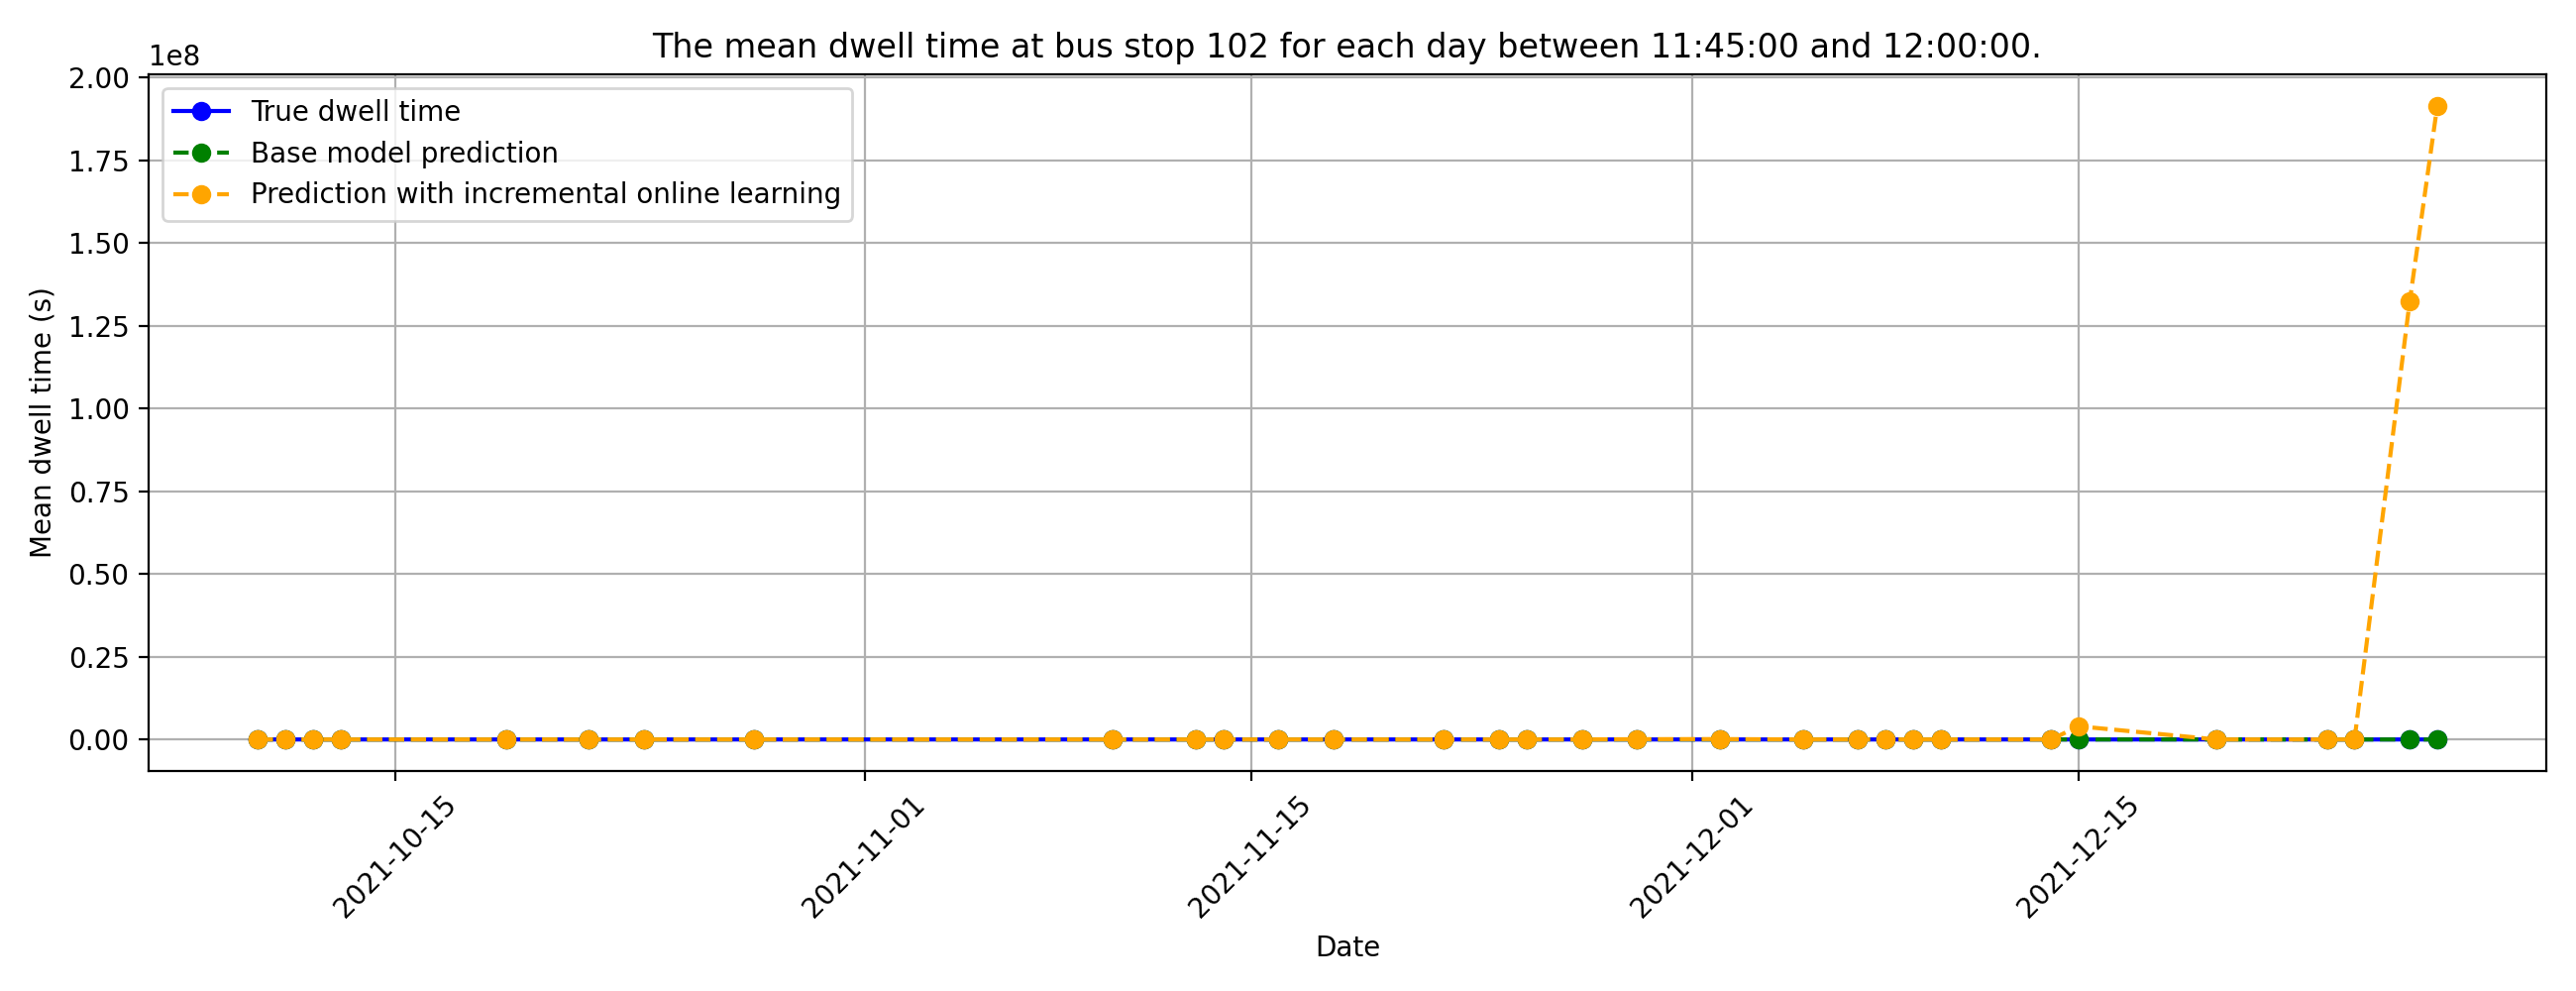 The mean dwell time at bus stop 102 for each day between 11:45:00 and 12:00:00.
1e8
2.00
1.75
1.50
1.25
1.00
0.75
0.50
0.25
0.00
Mean dwell time (s)
True dwell time
Base model prediction
Prediction with incremental online learning
2021-10-15
2021-11-01
2021-11-15
2021-12-01
2021-12-15
Date